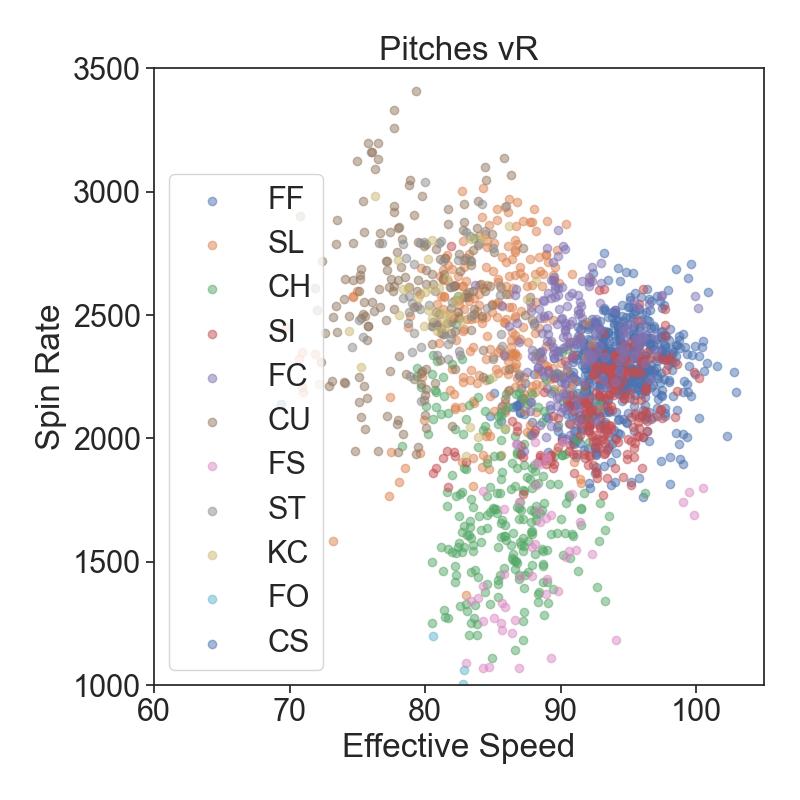 Pitches vR
3500
3000
2500
2000
1500
1000
Spin Rate
FF
SL
CH
SI
FC
CU
FS
ST
KC
FO
CS
60 70 80 90 100
Effective Speed